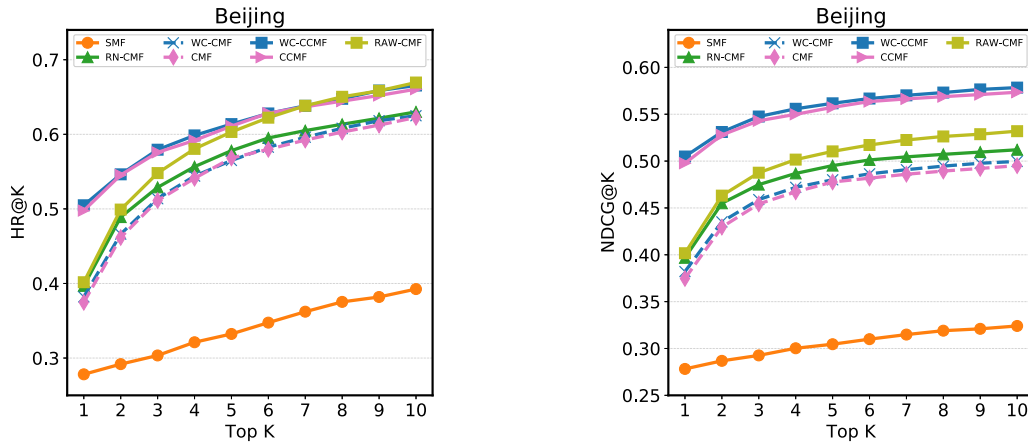 Beijing
SMF
RN-CMF
WC-CMF
CMF
WC-CCMF
CCMF
RAW-CMF
HR@K
0.7
0.6
0.5
0.4
0.3
1 2 3 4 5 6 7 8 9 10
Top K
Beijing
SMF
RN-CMF
WC-CMF
CMF
WC-CCMF
CCMF
RAW-CMF
NDCG@K
0.60
0.55
0.50
0.45
0.40
0.35
0.30
0.25
1 2 3 4 5 6 7 8 9 10
Top K